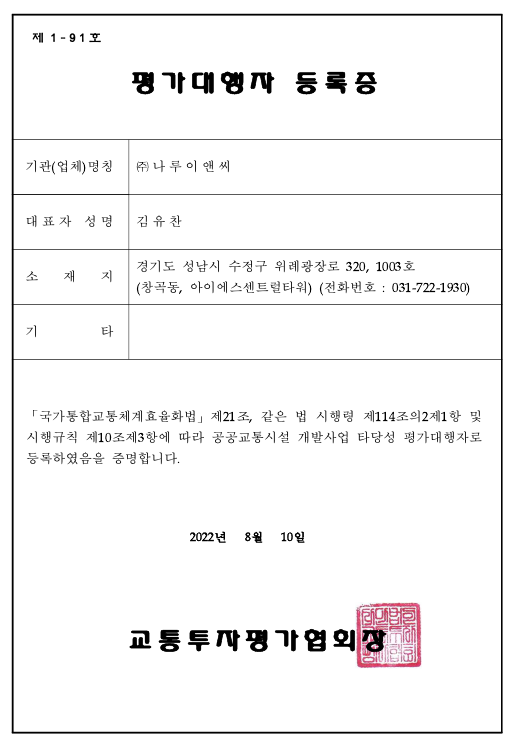 제 1 - 9 1 호
평가대행자 등록증
기관(업체)명칭 ㈜나루이앤씨
대표자 성명 김유찬
소 재 지 경기도 성남시 수정구 위례광장로 320, 1003호
(창곡동, 아이에스센트럴타워) (전화번호 : 031-722-1930)
기 타
「국가통합교통체계효율화법」제21조, 같은 법 시행령 제114조의2제1항 및
시행규칙 제10조제3항에 따라 공공교통시설 개발사업 타당성 평가대행자로
등록하였음을 증명합니다.
2022년 8월 10일
교통투자평가협회장